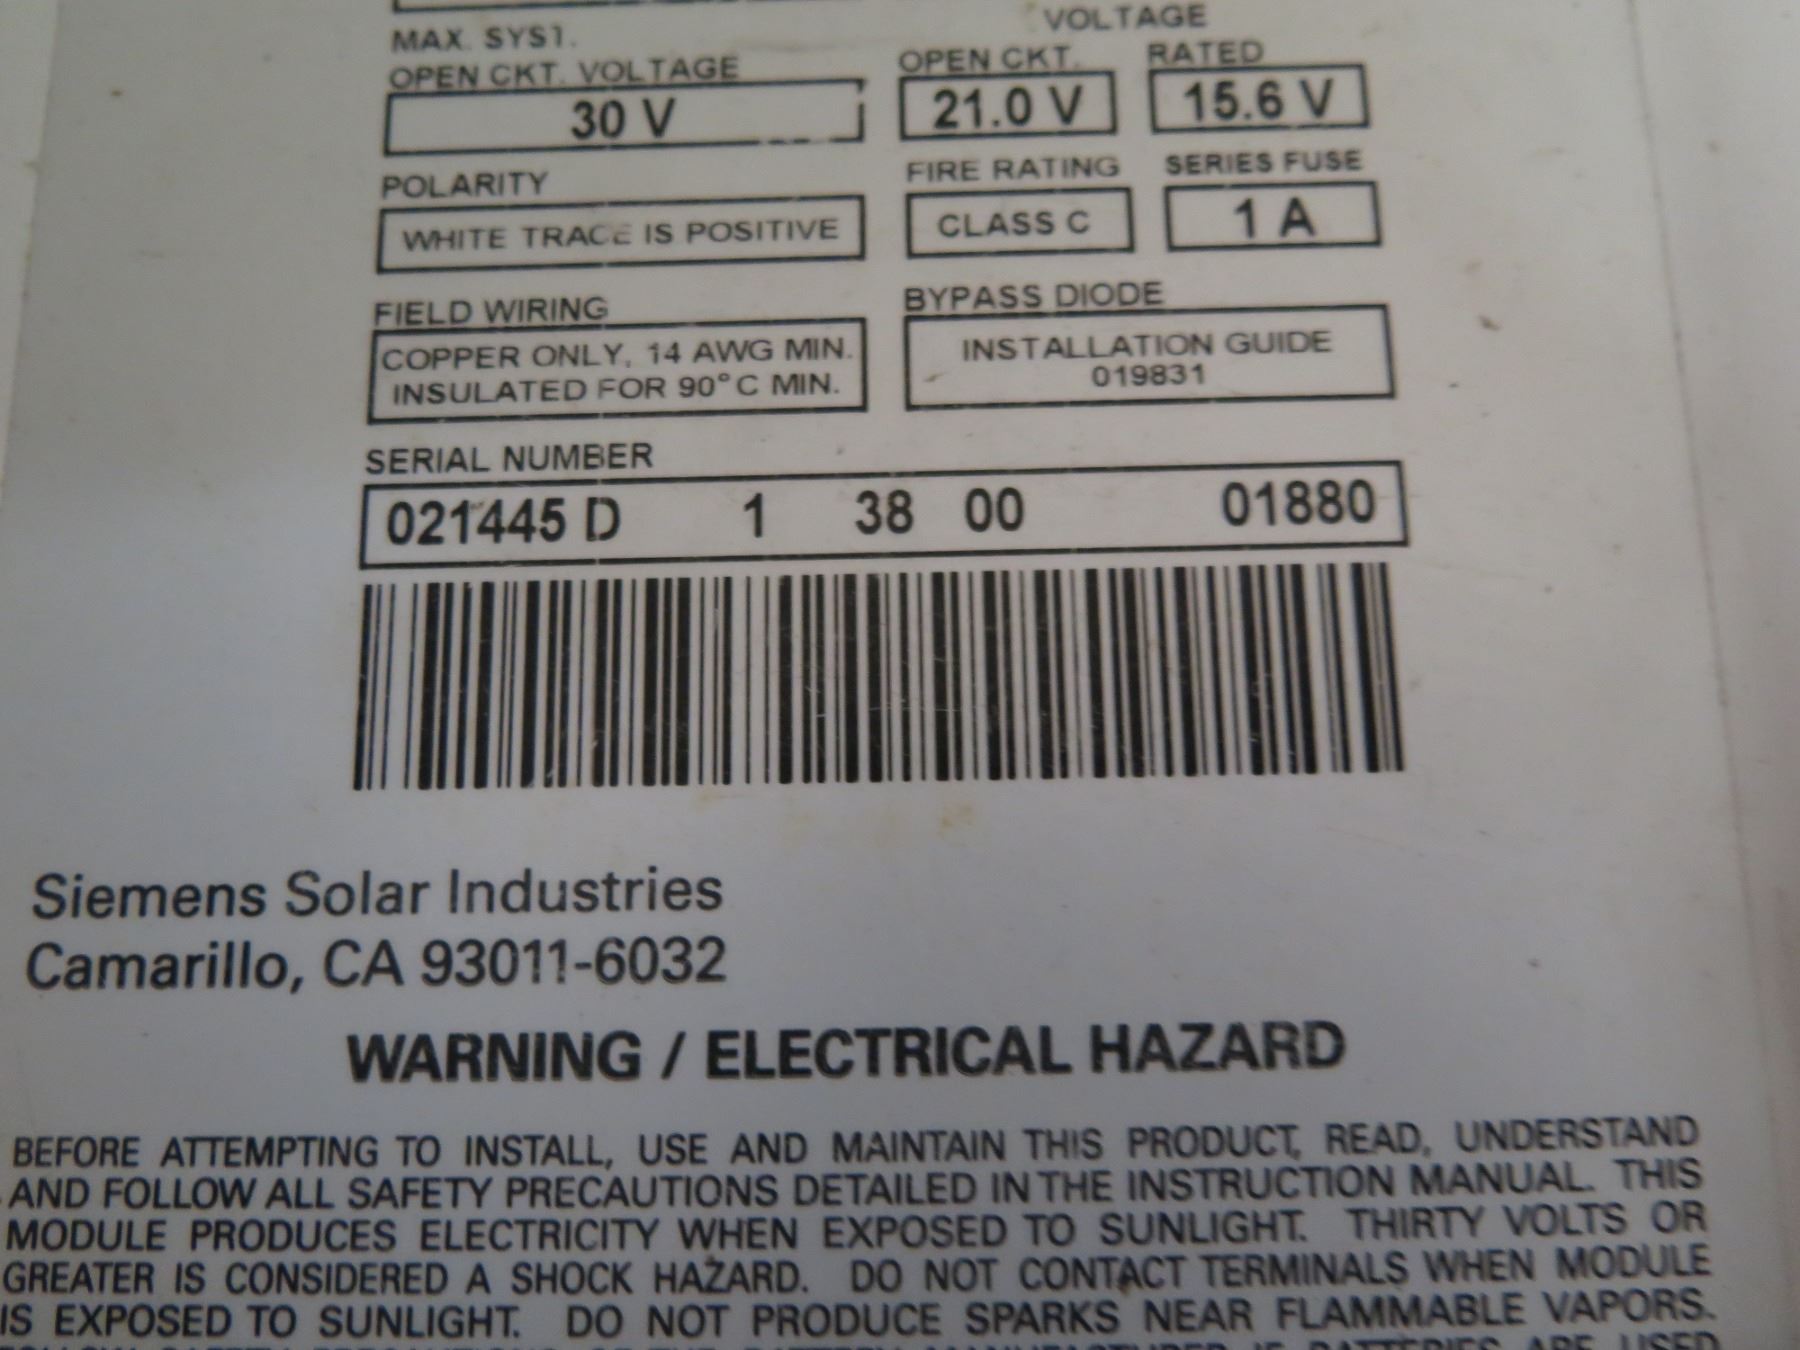 VOLTAGE
MAX. SYST.
OPEN CKT. VOLTAGE OPEN CKT. RATED
30 V 21.0 V 15.6 V
POLARITY FIRE RATING SERIES FUSE
WHITE TRACE IS POSITIVE CLASS C 1 A
FIELD WIRING BYPASS DIODE
COPPER ONLY, 14 AWG MIN. INSTALLATION GUIDE
INSULATED FOR 90°C MIN. 019831
SERIAL NUMBER
021445 D 1 38 00 01880
Siemens Solar Industries
Camarillo, CA 93011-6032
WARNING / ELECTRICAL HAZARD
BEFORE ATTEMPTING TO INSTALL, USE AND MAINTAIN THIS PRODUCT, READ, UNDERSTAND
AND FOLLOW ALL SAFETY PRECAUTIONS DETAILED IN THE INSTRUCTION MANUAL. THIS
MODULE PRODUCES ELECTRICITY WHEN EXPOSED TO SUNLIGHT. THIRTY VOLTS OR
GREATER IS CONSIDERED A SHOCK HAZARD. DO NOT CONTACT TERMINALS WHEN MODULE
IS EXPOSED TO SUNLIGHT. DO NOT PRODUCE SPARKS NEAR FLAMMABLE VAPORS.
IF BATTERIES ARE USED